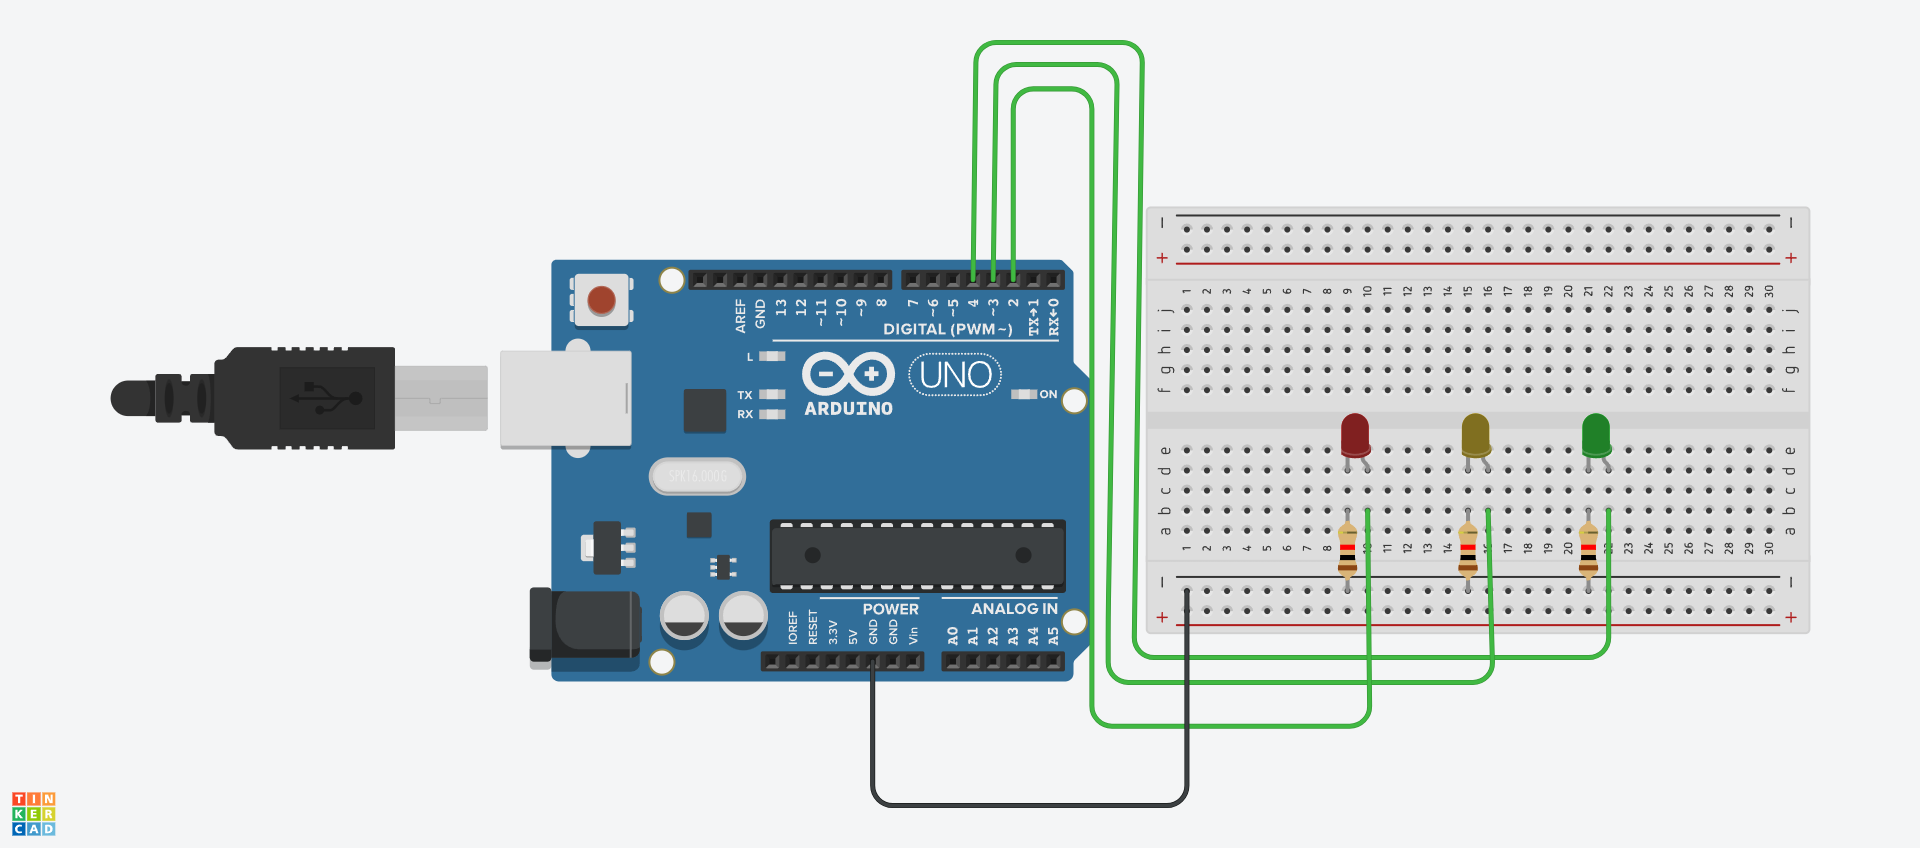 AREF
GND
13
12
~11
~10
~9
8
7
~6
~5
4
~3
2
TX→1
RX←0
DIGITAL (PWM~)
L
TX
RX
ARDUINO
UNO
ON
SPK16.000G
POWER
ANALOG IN
IOREF
RESET
3.3V
5V
GND
GND
Vin
A0
A1
A2
A3
A4
A5
− −
+ +
1 2 3 4 5 6 7 8 9 10 11 12 13 14 15 16 17 18 19 20 21 22 23 24 25 26 27 28 29 30
j j
i i
h h
g g
f f
e e
d d
c c
b b
a a
1 2 3 4 5 6 7 8 9 10 11 12 13 14 15 16 17 18 19 20 21 22 23 24 25 26 27 28 29 30
− −
+ +
TIN
KER
CAD